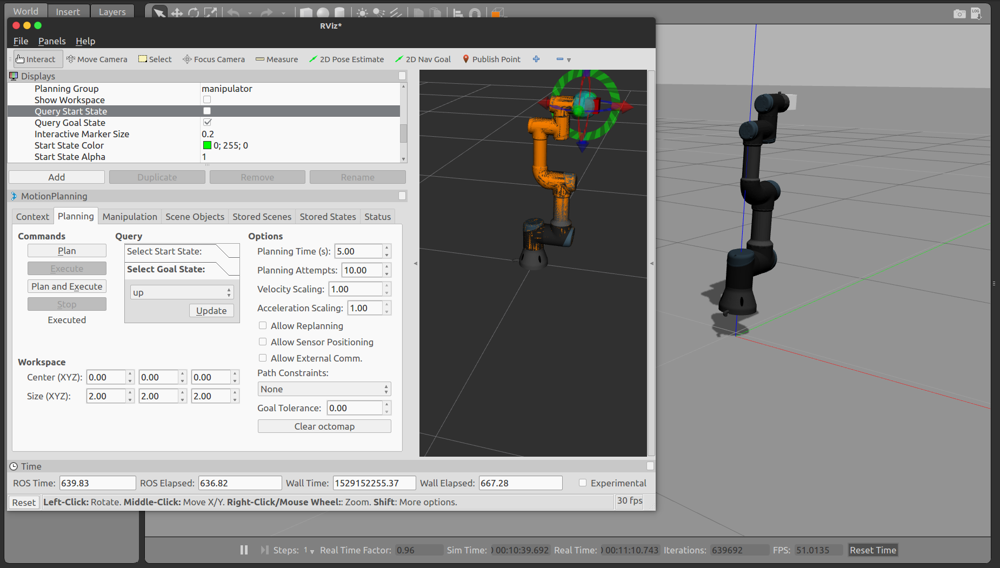 World Insert Layers
RViz*
File Panels Help
Interact Move Camera Select Focus Camera Measure 2D Pose Estimate 2D Nav Goal Publish Point
LOG
Displays
Planning Group manipulator
Show Workspace
Query Start State
Query Goal State
Interactive Marker Size 0.2
Start State Color 0; 255; 0
Start State Alpha 1
Add Duplicate Remove Rename
MotionPlanning
Context Planning Manipulation Scene Objects Stored Scenes Stored States Status
Commands Query Options
Plan Select Start State: Planning Time (s): 5.00
Execute Select Goal State: Planning Attempts: 10.00
Plan and Execute up Velocity Scaling: 1.00
Stop Update Acceleration Scaling: 1.00
Executed Allow Replanning
Allow Sensor Positioning
Workspace Allow External Comm.
Center (XYZ): 0.00 0.00 0.00 Path Constraints:
None
Size (XYZ): 2.00 2.00 2.00
Goal Tolerance: 0.00
Clear octomap
Time
ROS Time: 639.83 ROS Elapsed: 636.82 Wall Time: 1529152255.37 Wall Elapsed: 667.28 Experimental
Reset Left-Click: Rotate. Middle-Click: Move X/Y. Right-Click/Mouse Wheel:: Zoom. Shift: More options. 30 fps
Steps: 1 Real Time Factor: 0.96 Sim Time: 00:10:39.692 Real Time: 00:11:10.743 Iterations: 639692 FPS: 51.0135 Reset Time